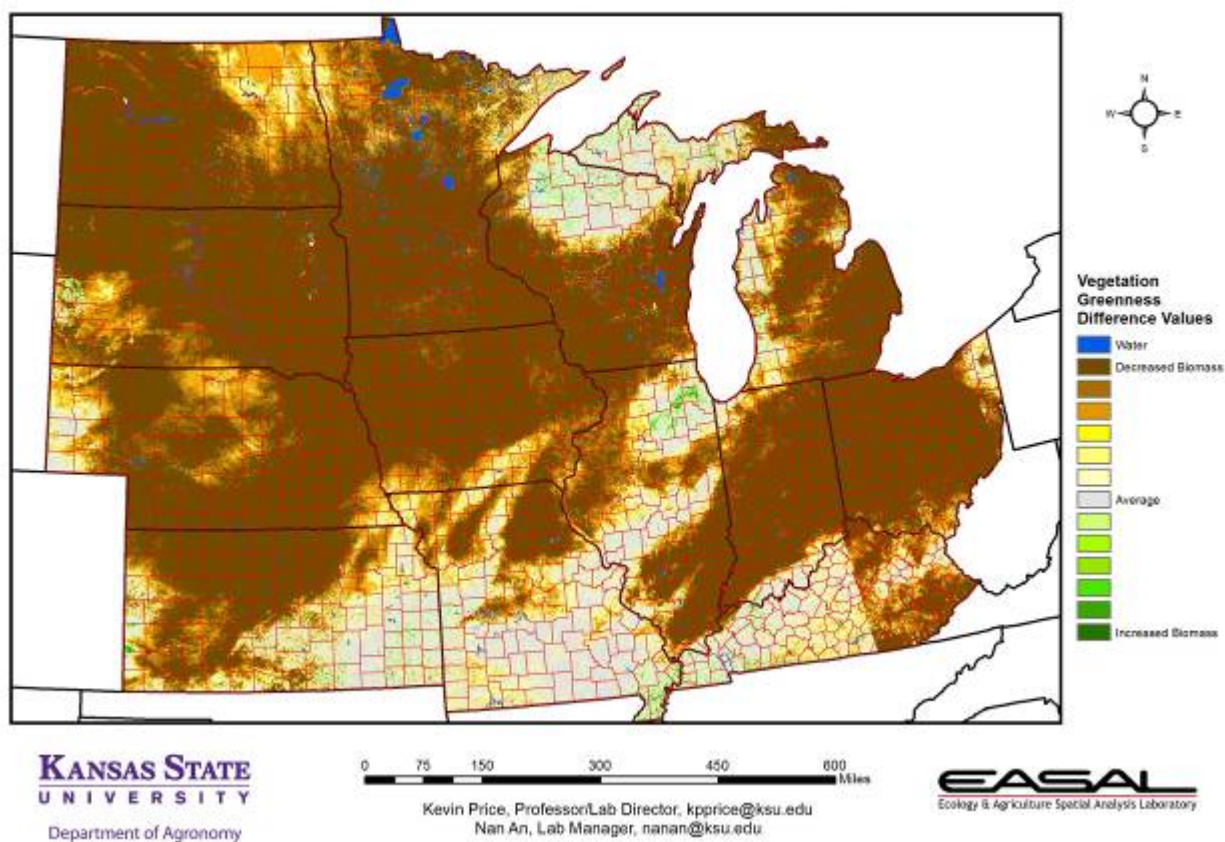 N
W
E
S
Vegetation
Greenness
Difference Values
Water
Decreased Biomass
Average
Increased Biomass
KANSAS STATE
UNIVERSITY
Department of Agronomy
0 75 150 300 450 600
Miles
Kevin Price, Professor/Lab Director, kpprice@ksu.edu
Nan An, Lab Manager, nanan@ksu.edu
EASAL
Ecology & Agriculture Spatial Analysis Laboratory